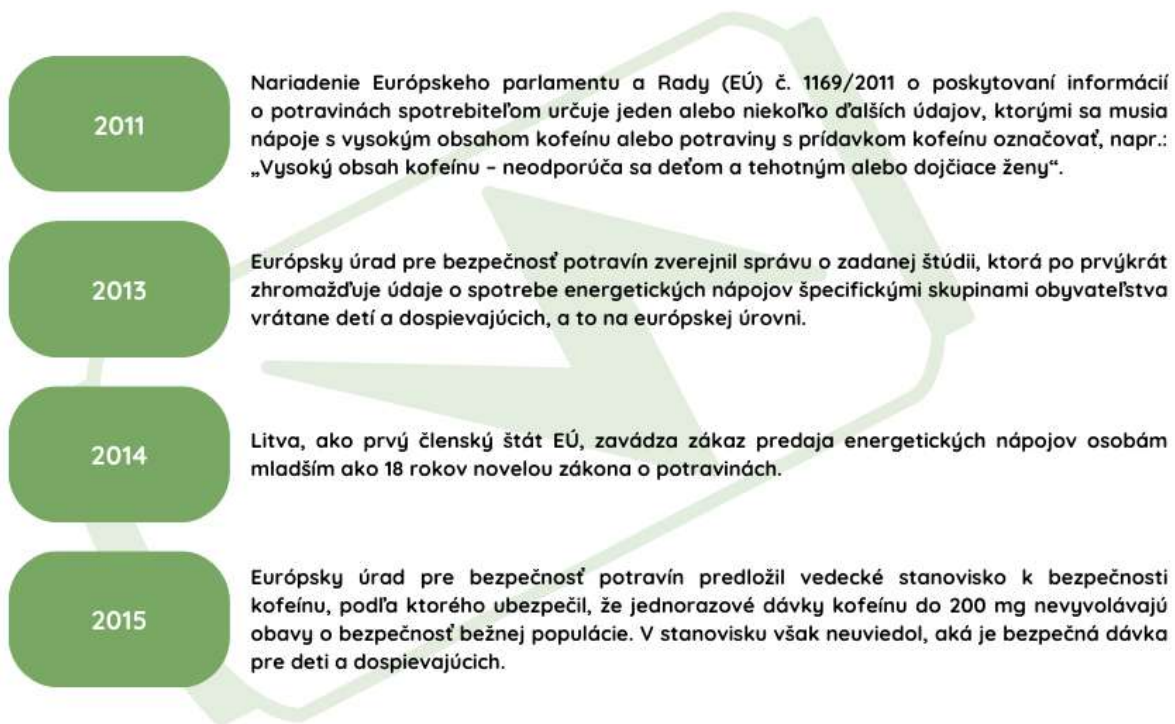 2011
Nariadenie Európskeho parlamentu a Rady (EÚ) č. 1169/2011 o poskytovaní informácií
o potravinách spotrebiteľom určuje jeden alebo niekoľko ďalších údajov, ktorými sa musia
nápoje s vysokým obsahom kofeínu alebo potraviny s prídavkom kofeínu označovať, napr.:
„Vysoký obsah kofeínu – neodporúča sa deťom a tehotným alebo dojčiace ženy“.
2013
Európsky úrad pre bezpečnosť potravín zverejnil správu o zadanej štúdii, ktorá po prvýkrát
zhromažďuje údaje o spotrebe energetických nápojov špecifickými skupinami obyvateľstva
vrátane detí a dospievajúcich, a to na európskej úrovni.
2014
Litva, ako prvý členský štát EÚ, zavádza zákaz predaja energetických nápojov osobám
mladším ako 18 rokov novelou zákona o potravinách.
2015
Európsky úrad pre bezpečnosť potravín predložil vedecké stanovisko k bezpečnosti
kofeínu, podľa ktorého ubezpečil, že jednorazové dávky kofeínu do 200 mg nevyvolávajú
obavy o bezpečnosť bežnej populácie. V stanovisku však neuviedol, aká je bezpečná dávka
pre deti a dospievajúcich.